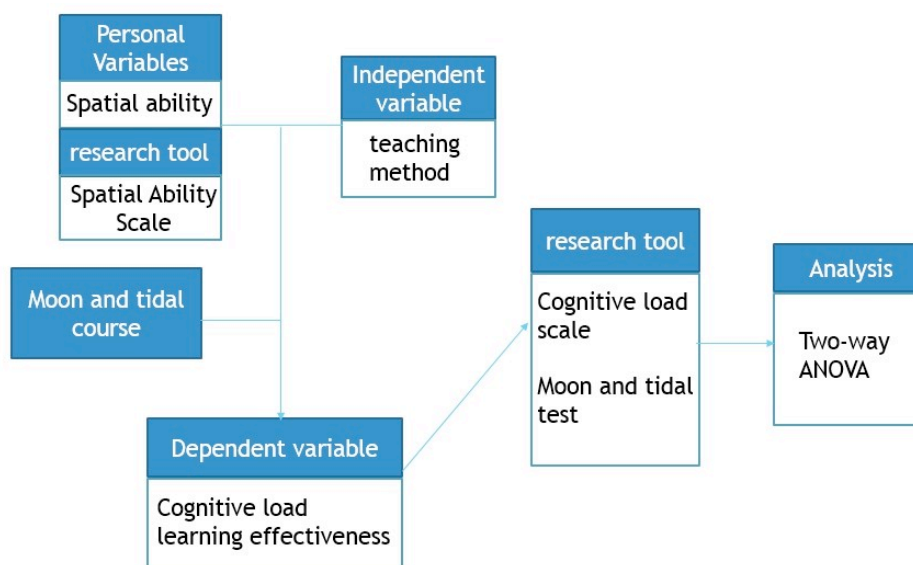 Personal
Variables
Spatial ability
research tool
Spatial Ability
Scale
Independent
variable
teaching
method
Moon and tidal
course
Dependent variable
Cognitive load
learning effectiveness
research tool
Cognitive load
scale
Moon and tidal
test
Analysis
Two-way
ANOVA